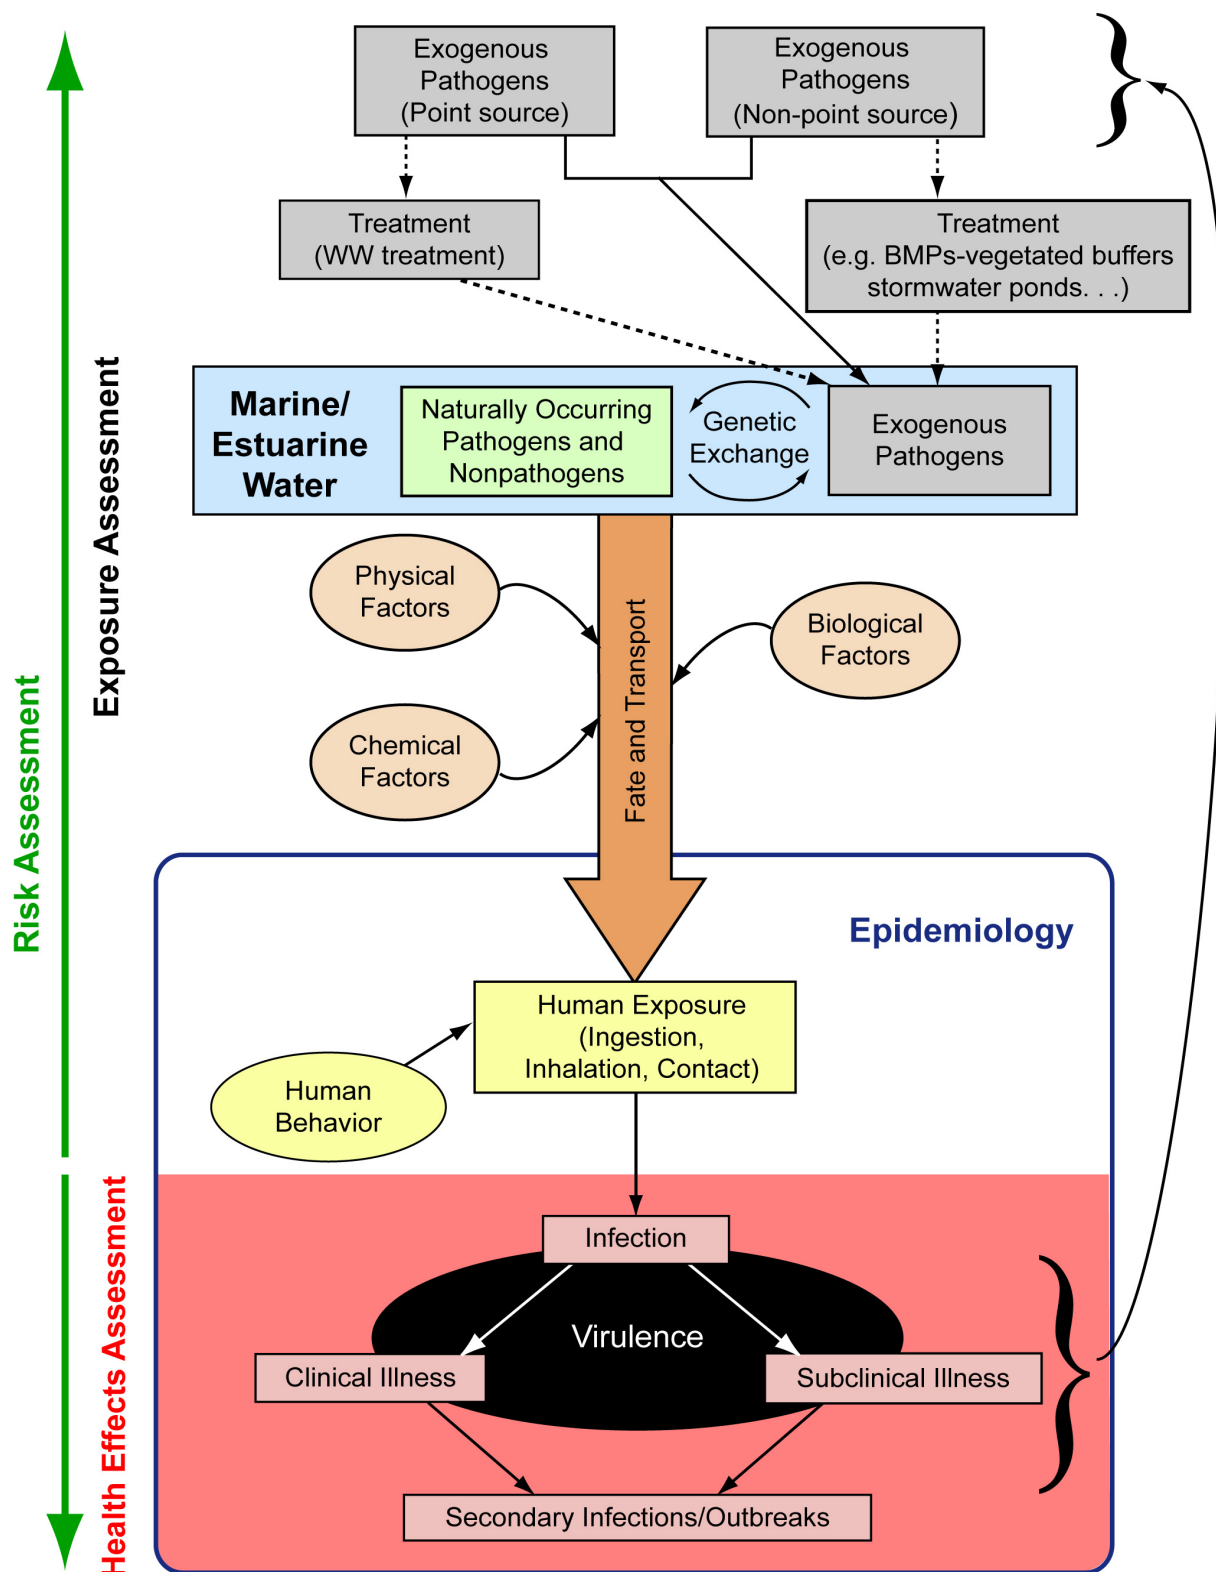 Exogenous
Pathogens
(Point source)
Exogenous
Pathogens
(Non-point source)
Treatment
(WW treatment)
Treatment
(e.g. BMPs-vegetated buffers
stormwater ponds. . .)
Marine/
Estuarine
Water
Naturally Occurring
Pathogens and
Nonpathogens
Genetic
Exchange
Exogenous
Pathogens
Exposure Assessment
Physical
Factors
Biological
Factors
Fate and Transport
Chemical
Factors
Risk Assessment
Epidemiology
Human Exposure
(Ingestion,
Inhalation, Contact)
Human
Behavior
Health Effects Assessment
Infection
Virulence
Clinical Illness
Subclinical Illness
Secondary Infections/Outbreaks